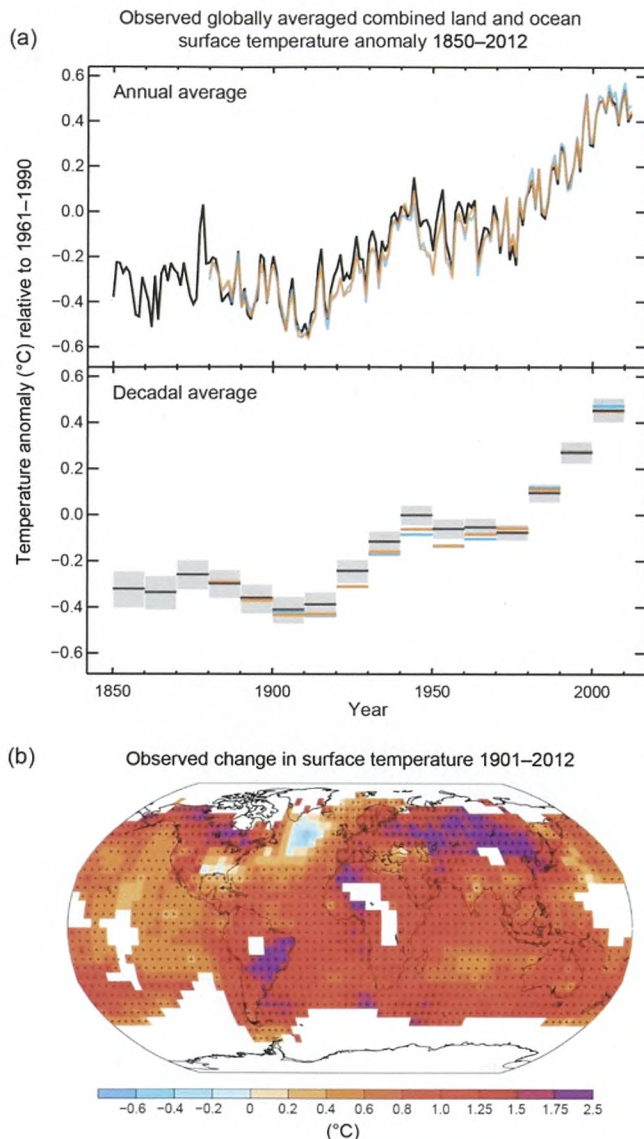 Observed globally averaged combined land and ocean
surface temperature anomaly 1850–2012
(a)
Annual average
0.6
0.4
0.2
0.0
−0.2
−0.4
−0.6
Temperature anomaly (°C) relative to 1961–1990
Decadal average
0.6
0.4
0.2
0.0
−0.2
−0.4
−0.6
1850
1900
1950
2000
Year
(b)
Observed change in surface temperature 1901–2012
−0.6 −0.4 −0.2 0 0.2 0.4 0.6 0.8 1.0 1.25 1.5 1.75 2.5
(°C)